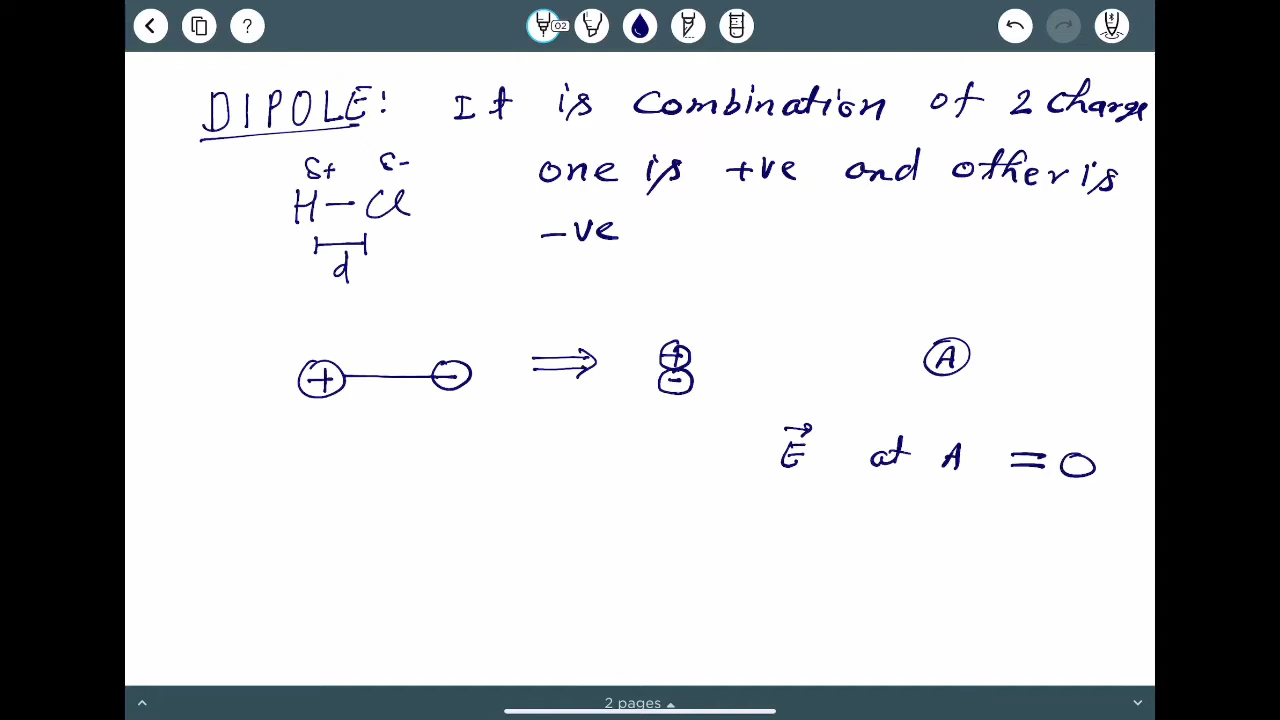 ?
02
DIPOLE: It is combination of 2 charge
δ+ δ- one is +ve and other is
H-Cl
-ve
d
+ - ⇒ + - A
E⃗ at A = 0
2 pages